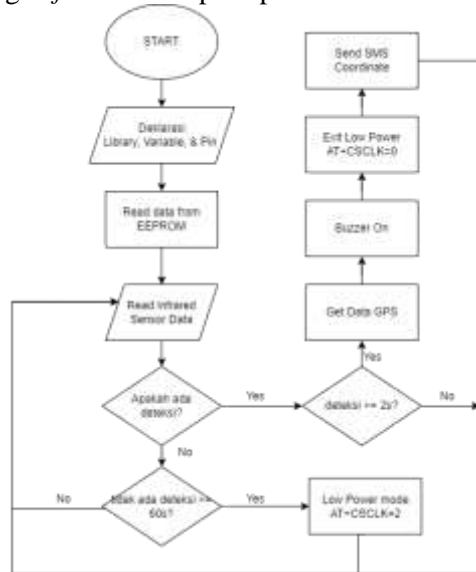 START
Deklarasi
Library, Variable, & Pin
Read data from
EEPROM
Read Infrared
Sensor Data
Apakah ada
deteksi?
Yes
No
tidak ada deteksi >=
60s?
No
Yes
Low Power mode
AT+CSCLK=2
deteksi >= 2s?
No
Yes
Get Data GPS
Buzzer On
Exit Low Power
AT+CSCLK=0
Send SMS
Coordinate